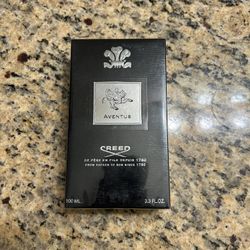 AVENTUS
CREED
DE PÈRE EN FILS DEPUIS 1760
FROM FATHER TO SON SINCE 1760
100 ML. 3.3 FL.OZ.